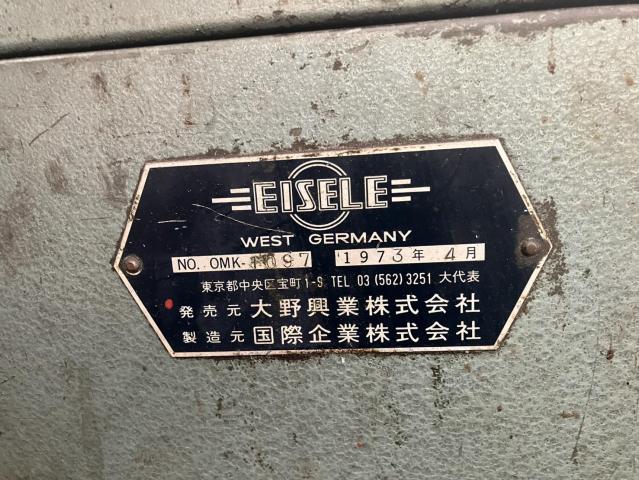 EISELE
WEST GERMANY
NO. OMK- 1973年 4月
東京都中央区宝町1-9 TEL 03 (562) 3251 大代表
発売元 大野興業株式会社
製造元 国際企業株式会社